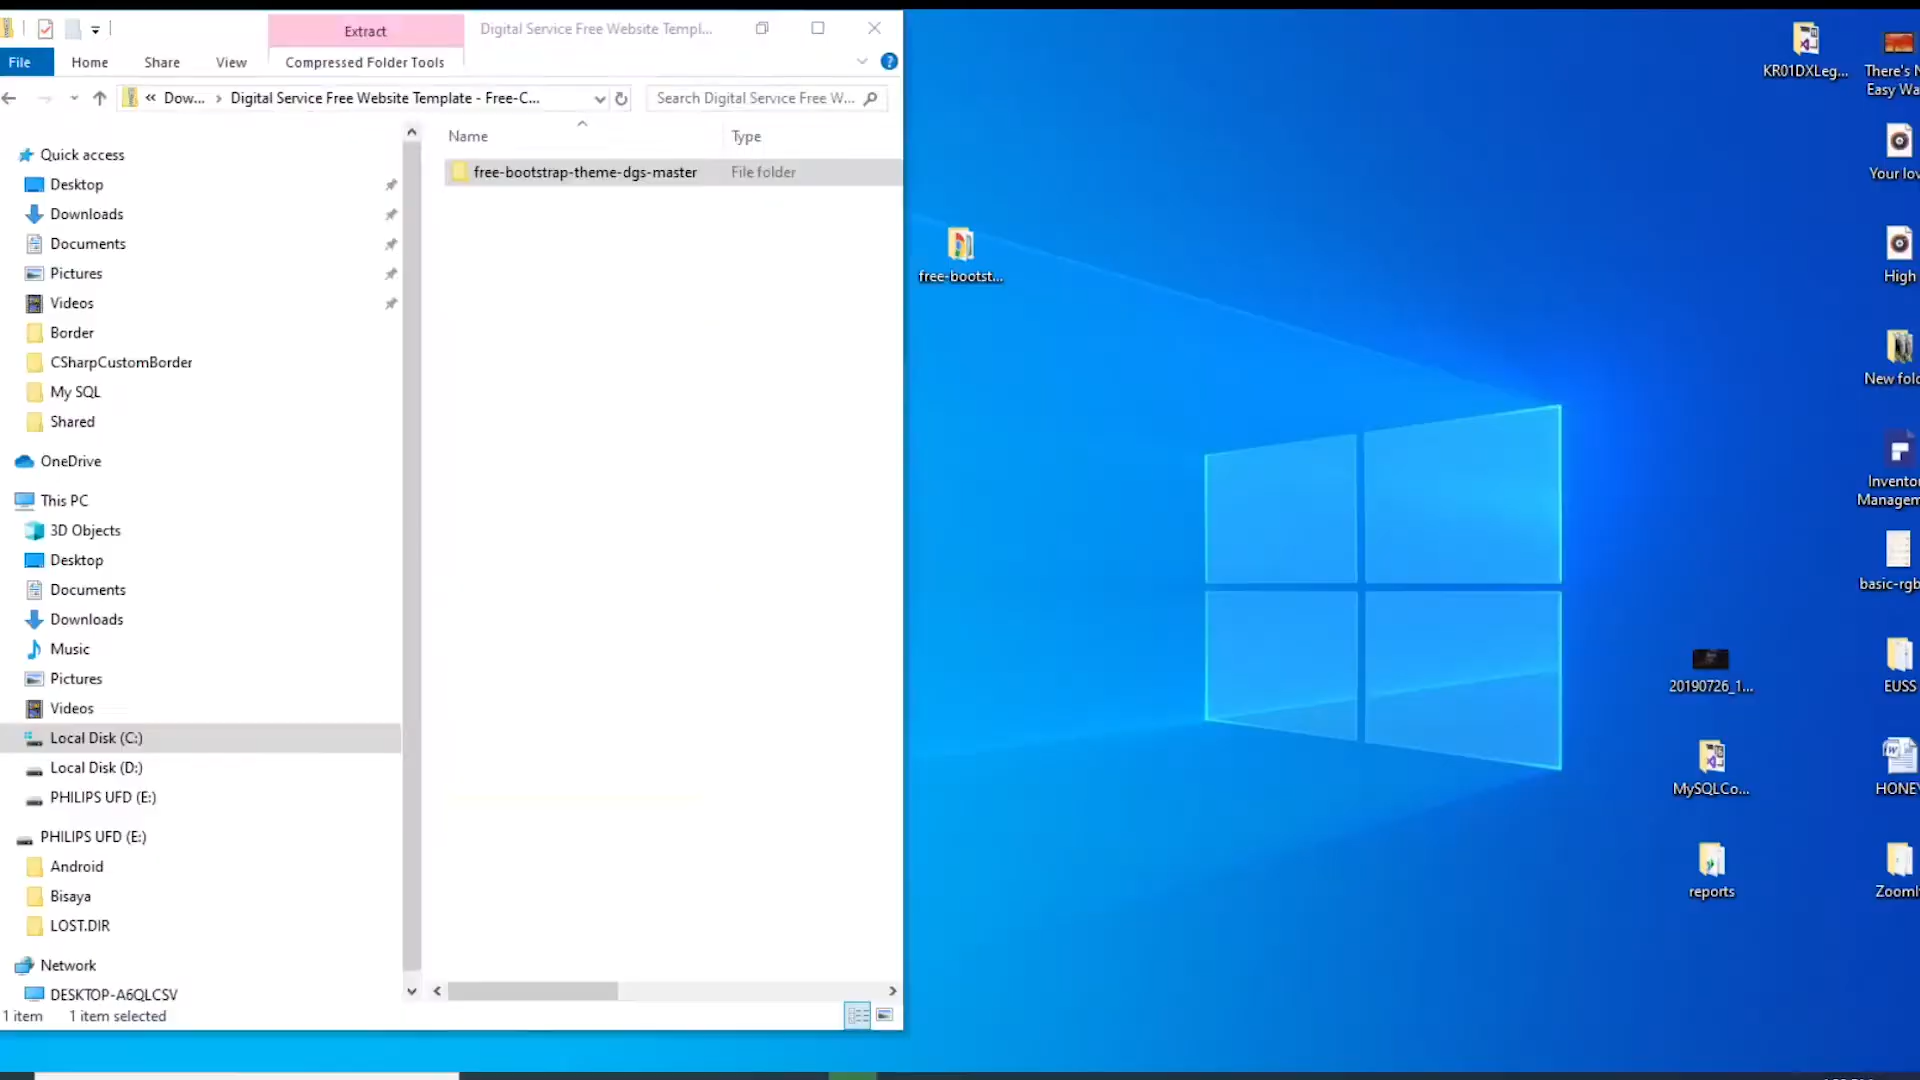 Extract
Digital Service Free Website Templ...
File
Home
Share
View
Compressed Folder Tools
?
« Dow... › Digital Service Free Website Template - Free-C...
Search Digital Service Free W...
Name
Type
free-bootstrap-theme-dgs-master
File folder
Quick access
Desktop
Downloads
Documents
Pictures
Videos
Border
CSharpCustomBorder
My SQL
Shared
OneDrive
This PC
3D Objects
Desktop
Documents
Downloads
Music
Pictures
Videos
Local Disk (C:)
Local Disk (D:)
PHILIPS UFD (E:)
PHILIPS UFD (E:)
Android
Bisaya
LOST.DIR
Network
DESKTOP-A6QLCSV
1 item
1 item selected
free-bootst...
KR01DXLeg...
There's N
Easy Wa
Your lov
High
New fold
Invento
Managem
basic-rgb
20190726_1...
EUSS
MySQLCo...
HONEY
reports
ZoomI